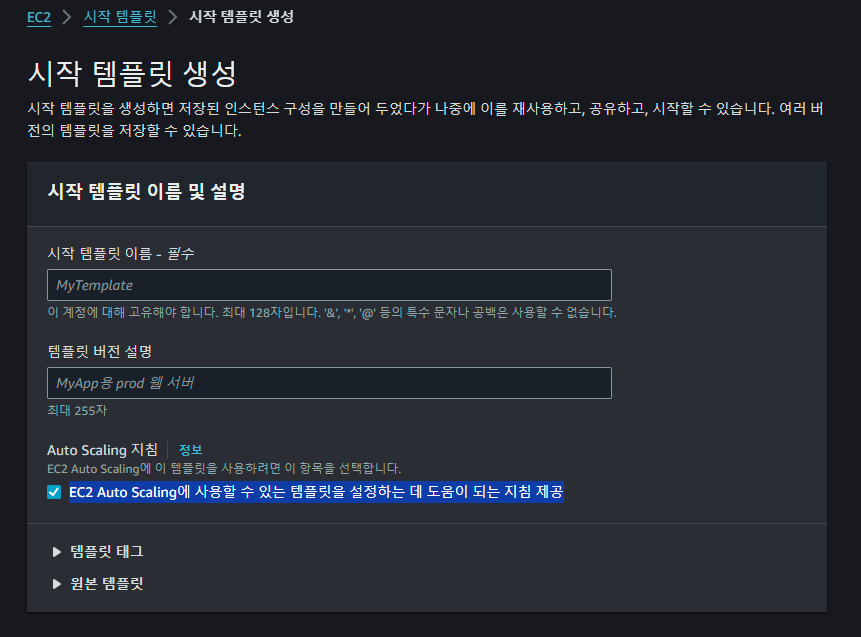 EC2 > 시작 템플릿 > 시작 템플릿 생성
시작 템플릿 생성
시작 템플릿을 생성하면 저장된 인스턴스 구성을 만들어 두었다가 나중에 이를 재사용하고, 공유하고, 시작할 수 있습니다. 여러 버
전의 템플릿을 저장할 수 있습니다.
시작 템플릿 이름 및 설명
시작 템플릿 이름 - 필수
MyTemplate
이 계정에 대해 고유해야 합니다. 최대 128자입니다. '&', '*', '@' 등의 특수 문자나 공백은 사용할 수 없습니다.
템플릿 버전 설명
MyApp용 prod 웹 서버
최대 255자
Auto Scaling 지침 정보
EC2 Auto Scaling에 이 템플릿을 사용하려면 이 항목을 선택합니다.
EC2 Auto Scaling에 사용할 수 있는 템플릿을 설정하는 데 도움이 되는 지침 제공
템플릿 태그
원본 템플릿